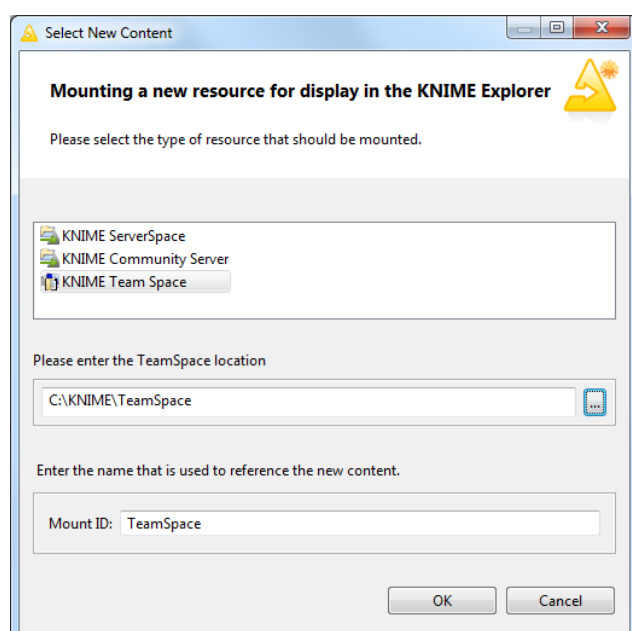 Select New Content
Mounting a new resource for display in the KNIME Explorer
Please select the type of resource that should be mounted.
KNIME ServerSpace
KNIME Community Server
KNIME Team Space
Please enter the TeamSpace location
C:\KNIME\TeamSpace
...
Enter the name that is used to reference the new content.
Mount ID: TeamSpace
OK Cancel